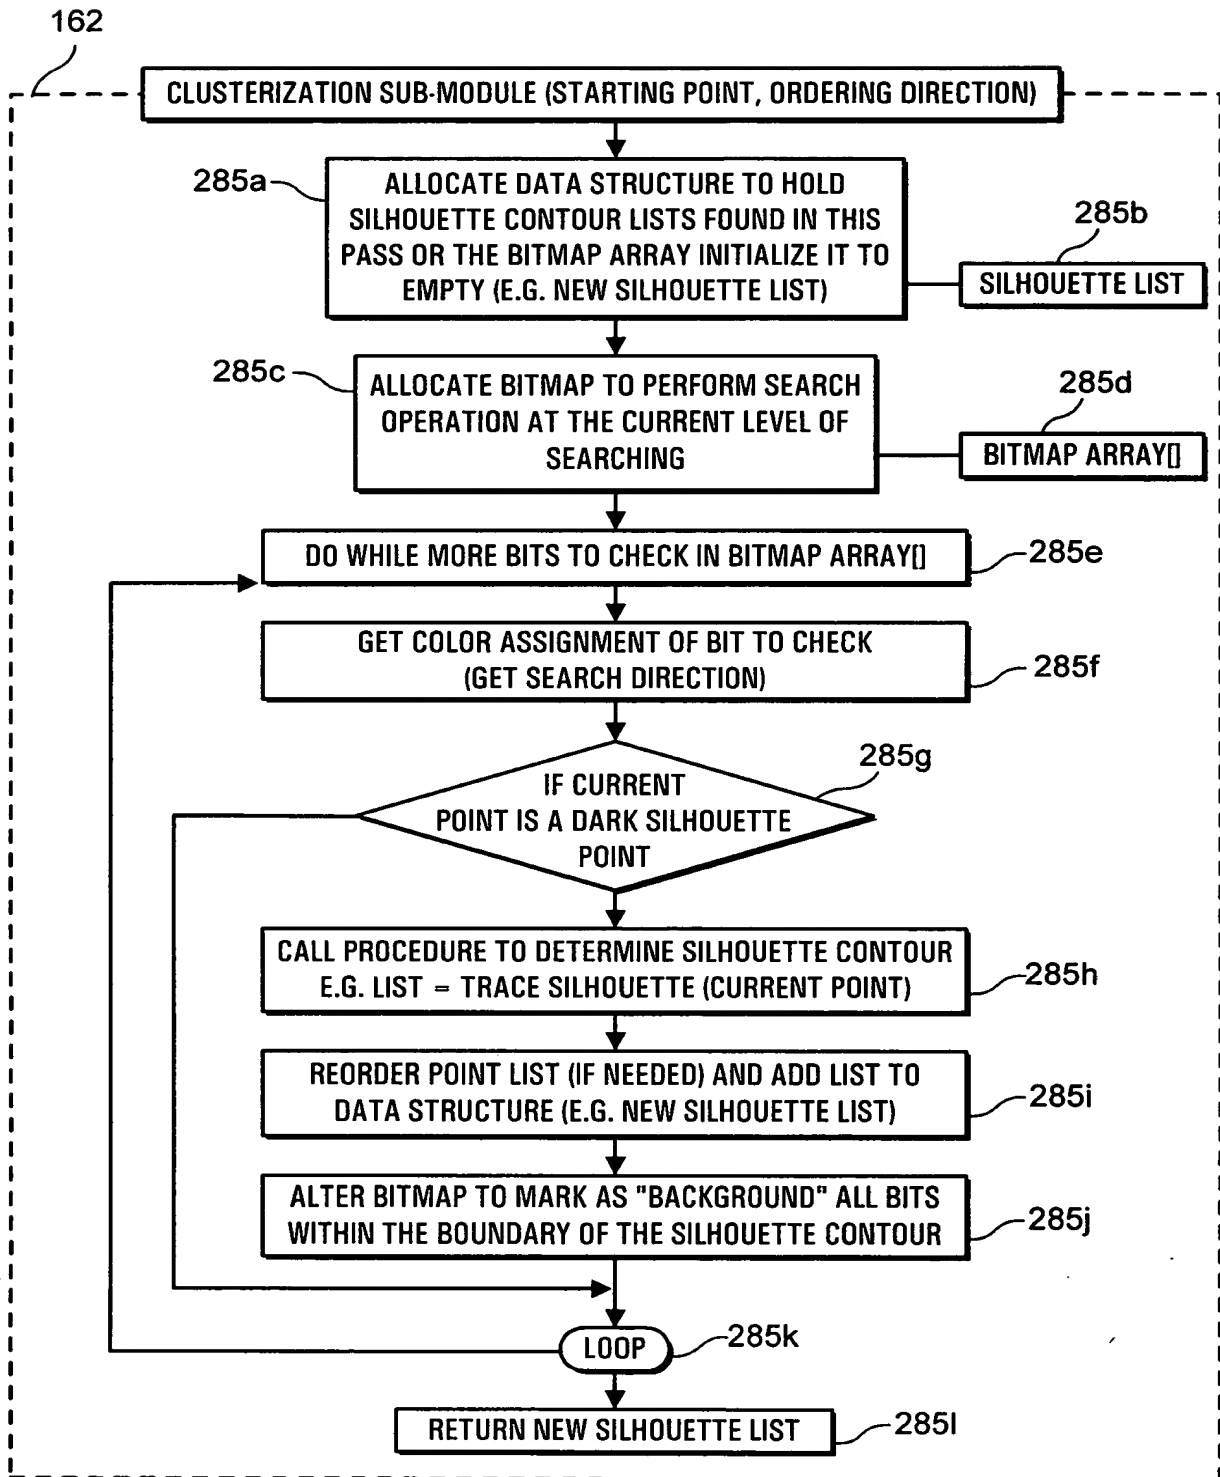 162
CLUSTERIZATION SUB-MODULE (STARTING POINT, ORDERING DIRECTION)
285a
ALLOCATE DATA STRUCTURE TO HOLD
SILHOUETTE CONTOUR LISTS FOUND IN THIS
PASS OR THE BITMAP ARRAY INITIALIZE IT TO
EMPTY (E.G. NEW SILHOUETTE LIST)
285b
SILHOUETTE LIST
285c
ALLOCATE BITMAP TO PERFORM SEARCH
OPERATION AT THE CURRENT LEVEL OF
SEARCHING
285d
BITMAP ARRAY[]
DO WHILE MORE BITS TO CHECK IN BITMAP ARRAY[]
285e
GET COLOR ASSIGNMENT OF BIT TO CHECK
(GET SEARCH DIRECTION)
285f
285g
IF CURRENT
POINT IS A DARK SILHOUETTE
POINT
CALL PROCEDURE TO DETERMINE SILHOUETTE CONTOUR
E.G. LIST = TRACE SILHOUETTE (CURRENT POINT)
285h
REORDER POINT LIST (IF NEEDED) AND ADD LIST TO
DATA STRUCTURE (E.G. NEW SILHOUETTE LIST)
285i
ALTER BITMAP TO MARK AS "BACKGROUND" ALL BITS
WITHIN THE BOUNDARY OF THE SILHOUETTE CONTOUR
285j
LOOP
285k
RETURN NEW SILHOUETTE LIST
285l